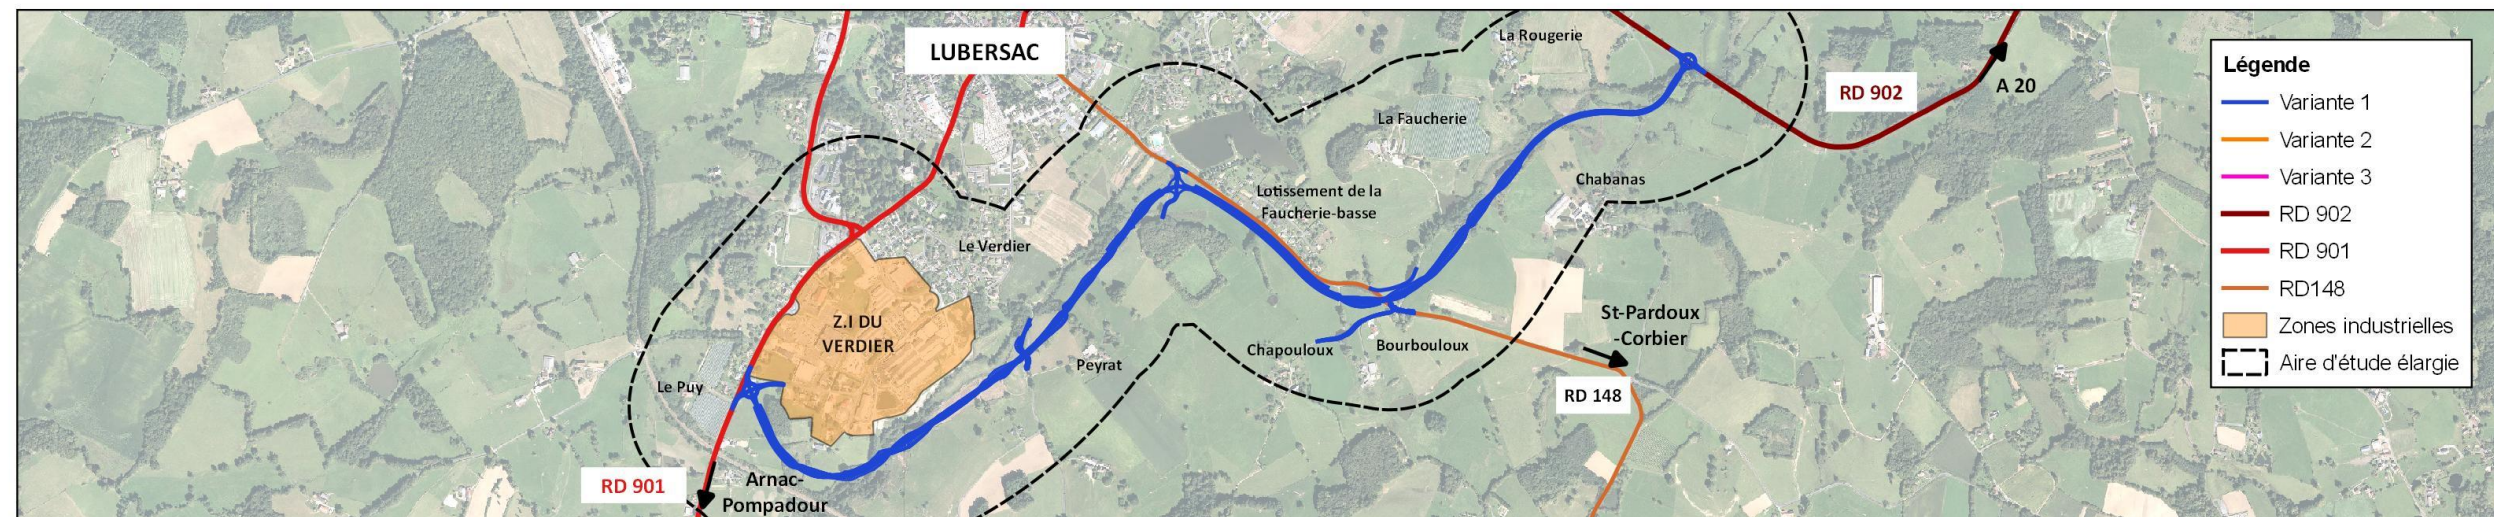 La Rougerie
LUBERSAC
RD 902
A 20
La Faucherie
Chabanas
Lotissement de la
Faucherie-basse
Le Verdier
Z.I DU
VERDIER
St-Pardoux
-Corbier
Chapouloux
Bourbouloux
Peyrat
Le Puy
RD 148
RD 901
Arnac-
Pompadour
Légende
Variante 1
Variante 2
Variante 3
RD 902
RD 901
RD148
Zones industrielles
Aire d'étude élargie